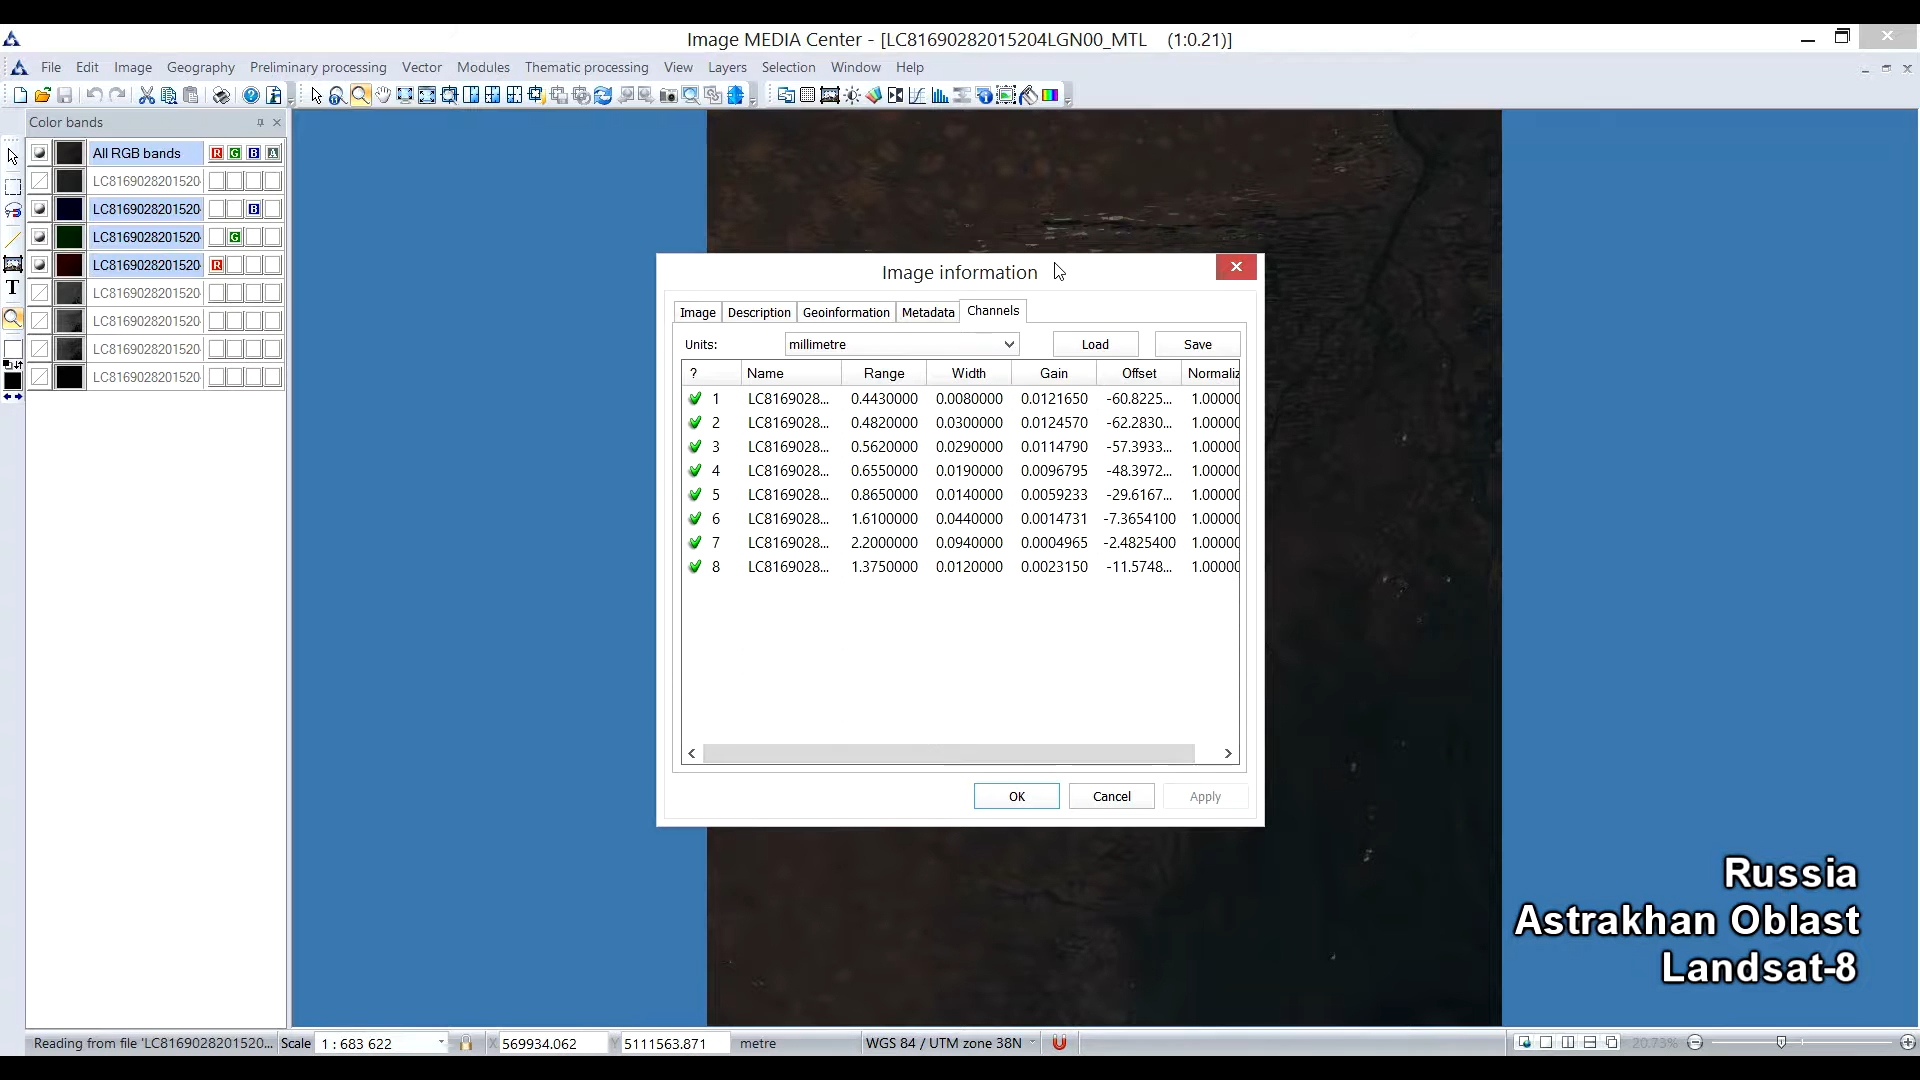 Image MEDIA Center - [LC81690282015204LGN00_MTL (1:0.21)]
File Edit Image Geography Preliminary processing Vector Modules Thematic processing View Layers Selection Window Help
Color bands
All RGB bands R G B A
LC8169028201520
LC8169028201520 B
LC8169028201520 G
LC8169028201520 R
LC8169028201520
LC8169028201520
LC8169028201520
LC8169028201520
T
Image information
Image Description Geoinformation Metadata Channels
Units: millimetre Load Save
? Name Range Width Gain Offset Normaliz
1 LC8169028... 0.4430000 0.0080000 0.0121650 -60.8225... 1.00000
2 LC8169028... 0.4820000 0.0300000 0.0124570 -62.2830... 1.00000
3 LC8169028... 0.5620000 0.0290000 0.0114790 -57.3933... 1.00000
4 LC8169028... 0.6550000 0.0190000 0.0096795 -48.3972... 1.00000
5 LC8169028... 0.8650000 0.0140000 0.0059233 -29.6167... 1.00000
6 LC8169028... 1.6100000 0.0440000 0.0014731 -7.3654100 1.00000
7 LC8169028... 2.2000000 0.0940000 0.0004965 -2.4825400 1.00000
8 LC8169028... 1.3750000 0.0120000 0.0023150 -11.5748... 1.00000
OK Cancel Apply
Russia
Astrakhan Oblast
Landsat-8
Reading from file 'LC8169028201520... Scale 1 : 683 622 X 569934.062 Y 5111563.871 metre WGS 84 / UTM zone 38N 20.73%